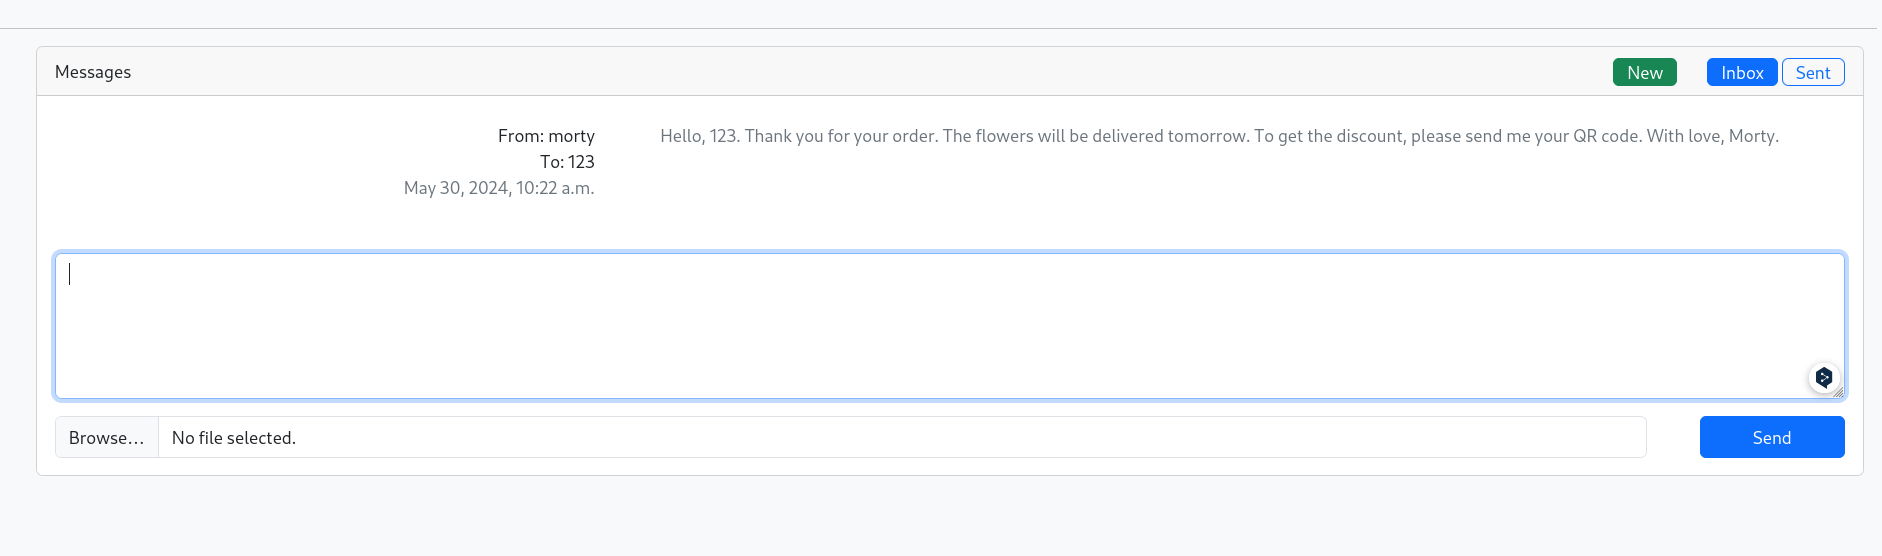 Messages
New
Inbox
Sent
From: morty
To: 123
May 30, 2024, 10:22 a.m.
Hello, 123. Thank you for your order. The flowers will be delivered tomorrow. To get the discount, please send me your QR code. With love, Morty.
Browse...
No file selected.
Send